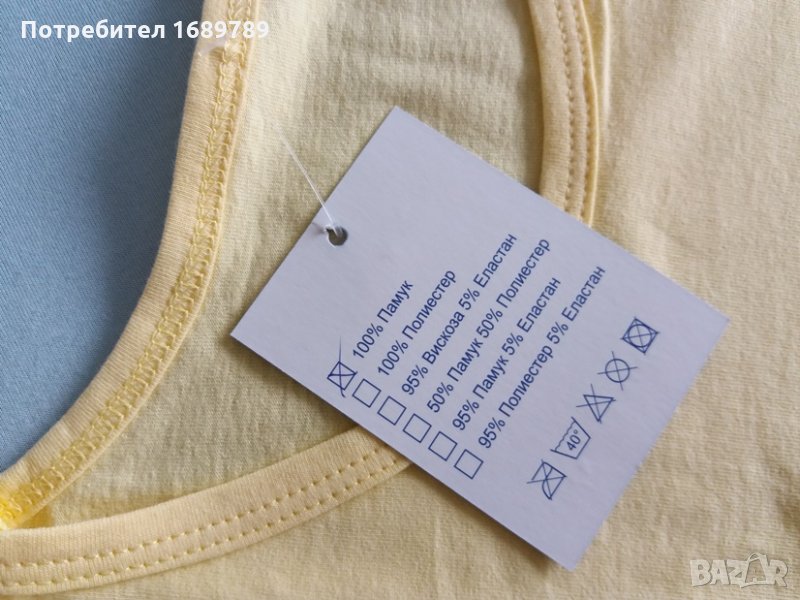 Потребител 1689789
100% Памук
100% Полиестер
95% Вискоза 5% Еластан
50% Памук 50% Полиестер
95% Памук 5% Еластан
95% Полиестер 5% Еластан
40°
BAZAR